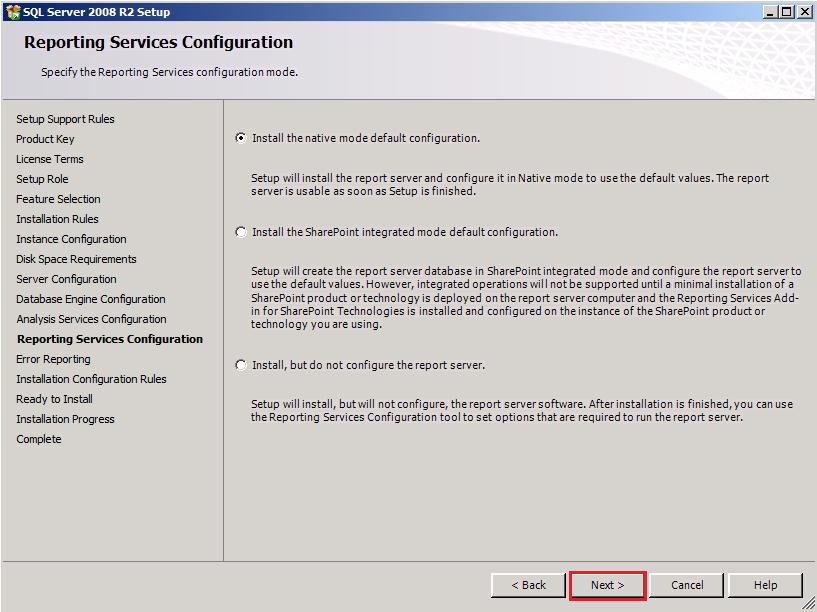 SQL Server 2008 R2 Setup
Reporting Services Configuration
Specify the Reporting Services configuration mode.
Setup Support Rules
Product Key
License Terms
Setup Role
Feature Selection
Installation Rules
Instance Configuration
Disk Space Requirements
Server Configuration
Database Engine Configuration
Analysis Services Configuration
Reporting Services Configuration
Error Reporting
Installation Configuration Rules
Ready to Install
Installation Progress
Complete
Install the native mode default configuration.
Setup will install the report server and configure it in Native mode to use the default values. The report
server is usable as soon as Setup is finished.
Install the SharePoint integrated mode default configuration.
Setup will create the report server database in SharePoint integrated mode and configure the report server to
use the default values. However, integrated operations will not be supported until a minimal installation of a
SharePoint product or technology is deployed on the report server computer and the Reporting Services Add-
in for SharePoint Technologies is installed and configured on the instance of the SharePoint product or
technology you are using.
Install, but do not configure the report server.
Setup will install, but will not configure, the report server software. After installation is finished, you can use
the Reporting Services Configuration tool to set options that are required to run the report server.
< Back
Next >
Cancel
Help